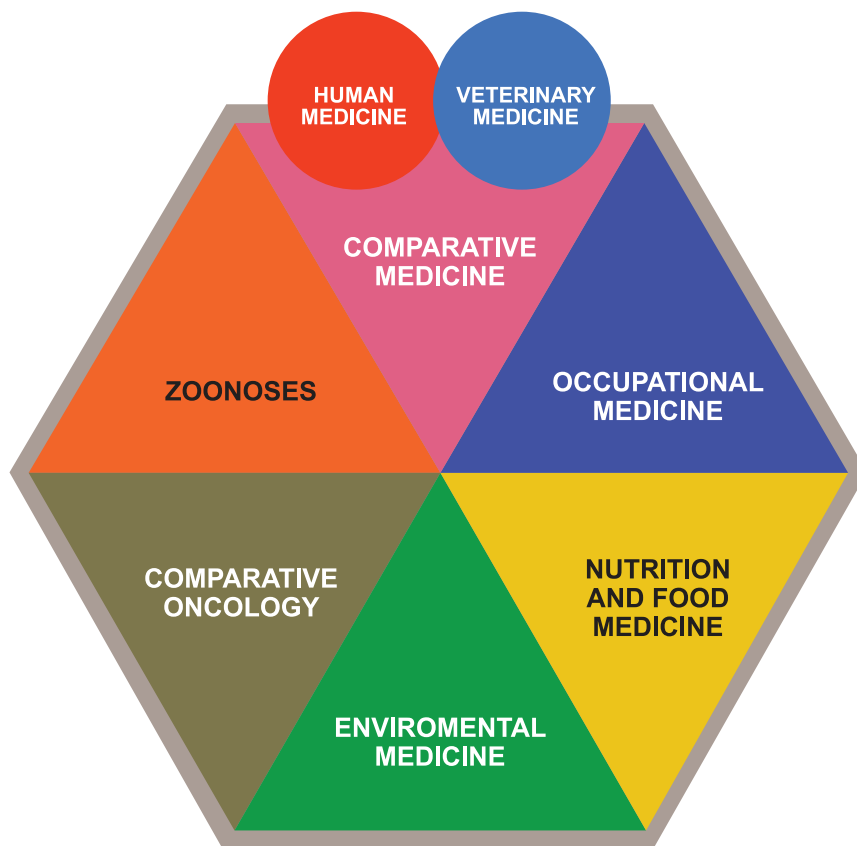 HUMAN
MEDICINE
VETERINARY
MEDICINE
COMPARATIVE
MEDICINE
ZOONOSES
OCCUPATIONAL
MEDICINE
COMPARATIVE
ONCOLOGY
NUTRITION
AND FOOD
MEDICINE
ENVIROMENTAL
MEDICINE